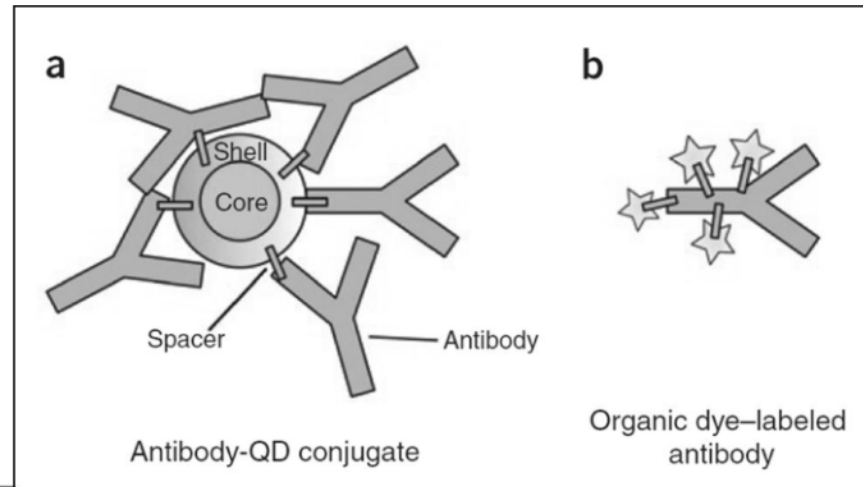 a
b
Shell
Core
Spacer
Antibody
Antibody-QD conjugate
Organic dye–labeled
antibody